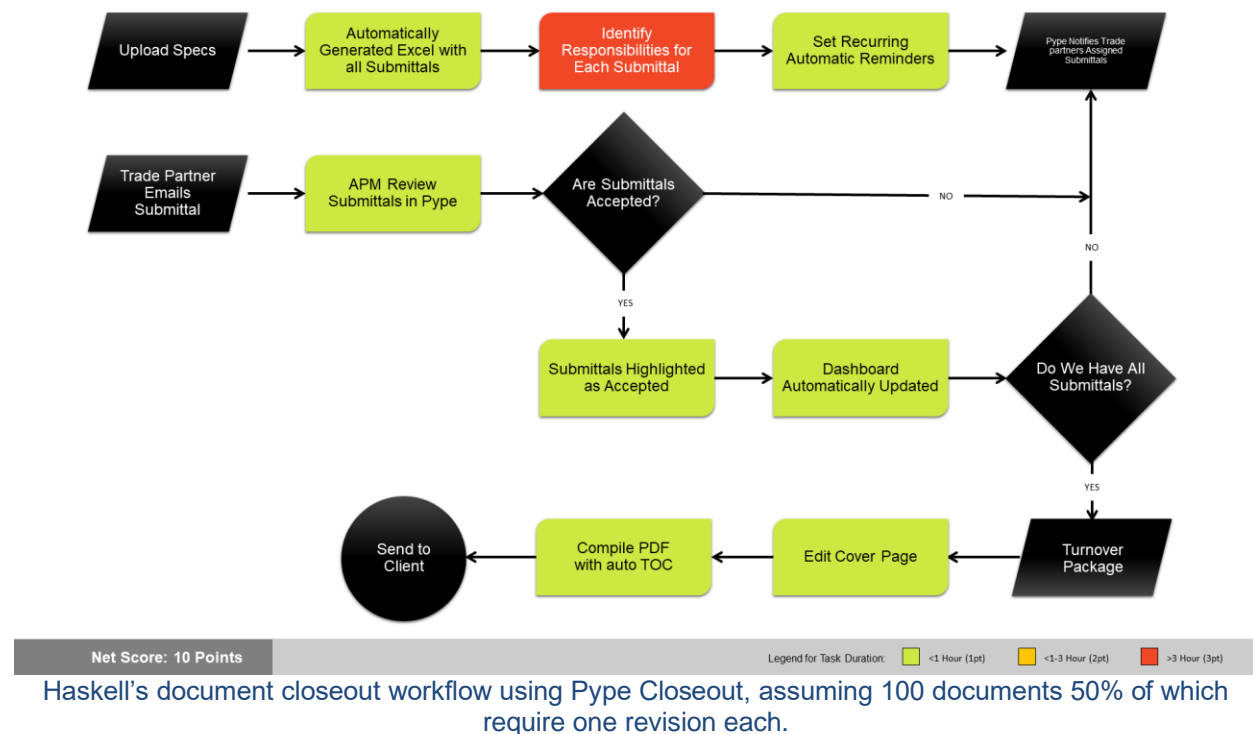 Upload Specs
Automatically
Generated Excel with
all Submittals
Identify
Responsibilities for
Each Submittal
Set Recurring
Automatic Reminders
Pype Notifies Trade
partners Assigned
Submittals
Trade Partner
Emails
Submittal
APM Review
Submittals in Pype
Are Submittals
Accepted?
NO
NO
YES
Submittals Highlighted
as Accepted
Dashboard
Automatically Updated
Do We Have All
Submittals?
YES
Send to
Client
Compile PDF
with auto TOC
Edit Cover Page
Turnover
Package
Net Score: 10 Points
Legend for Task Duration:
<1 Hour (1pt)
<1-3 Hour (2pt)
>3 Hour (3pt)
Haskell’s document closeout workflow using Pype Closeout, assuming 100 documents 50% of which
require one revision each.